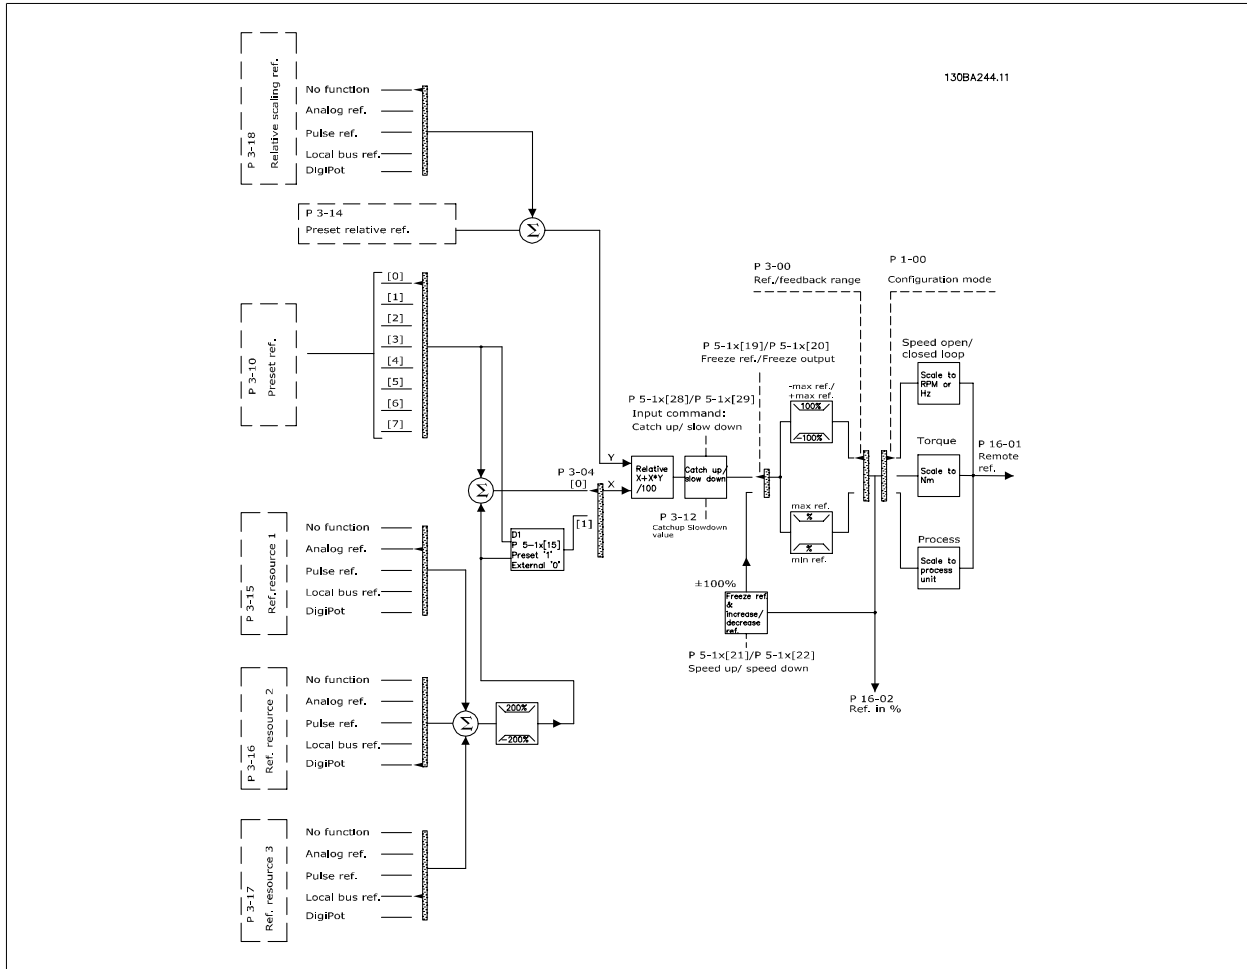 130BA244.11
P 3-18
Relative scaling ref.
No function
Analog ref.
Pulse ref.
Local bus ref.
DigiPot
P 3-14
Preset relative ref.
Σ
P 3-10
Preset ref.
[0]
[1]
[2]
[3]
[4]
[5]
[6]
[7]
Σ
P 3-04
[0]
[1]
D1
P 5-1x[15]
Preset '1'
External '0'
Y
X
Relative
X+X*Y
/100
P 5-1x[28]/P 5-1x[29]
Input command:
Catch up/ slow down
Catch up/
slow down
P 3-12
Catchup Slowdown
value
P 5-1x[19]/P 5-1x[20]
Freeze ref./Freeze output
P 3-00
Ref./feedback range
P 1-00
Configuration mode
-max ref./
+max ref.
100%
-100%
max ref.
%
%
min ref.
Speed open/
closed loop
Scale to
RPM or
Hz
Torque
Scale to
Nm
Process
Scale to
process
unit
P 16-01
Remote
ref.
±100%
Freeze ref.
&
increase/
decrease
ref.
P 5-1x[21]/P 5-1x[22]
Speed up/ speed down
P 16-02
Ref. in %
P 3-15
Ref.resource 1
No function
Analog ref.
Pulse ref.
Local bus ref.
DigiPot
P 3-16
Ref. resource 2
No function
Analog ref.
Pulse ref.
Local bus ref.
DigiPot
Σ
200%
-200%
P 3-17
Ref. resource 3
No function
Analog ref.
Pulse ref.
Local bus ref.
DigiPot